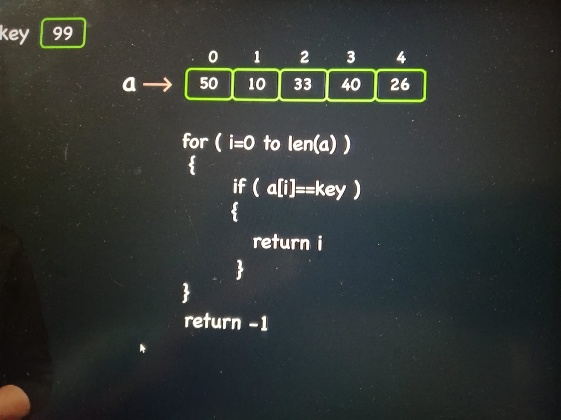 key 99
0 1 2 3 4
a → 50 10 33 40 26
for ( i=0 to len(a) )
{
if ( a[i]==key )
{
return i
}
}
return -1